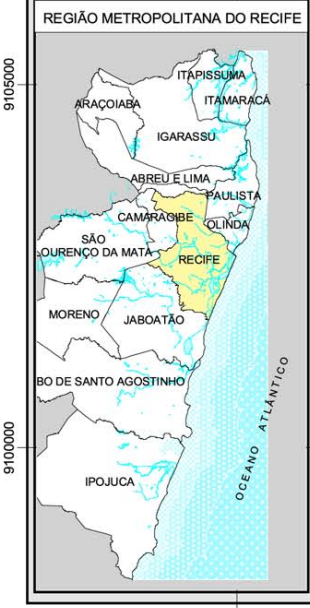 REGIÃO METROPOLITANA DO RECIFE
9105000
ITAPISSUMA
ARAÇOIABA
ITAMARACÁ
IGARASSU
ABREU E LIMA
PAULISTA
CAMARAGIBE
OLINDA
SÃO
OURENÇO DA MATA
RECIFE
MORENO
JABOATÃO
BO DE SANTO AGOSTINHO
OCEANO ATLÂNTICO
9100000
IPOJUCA